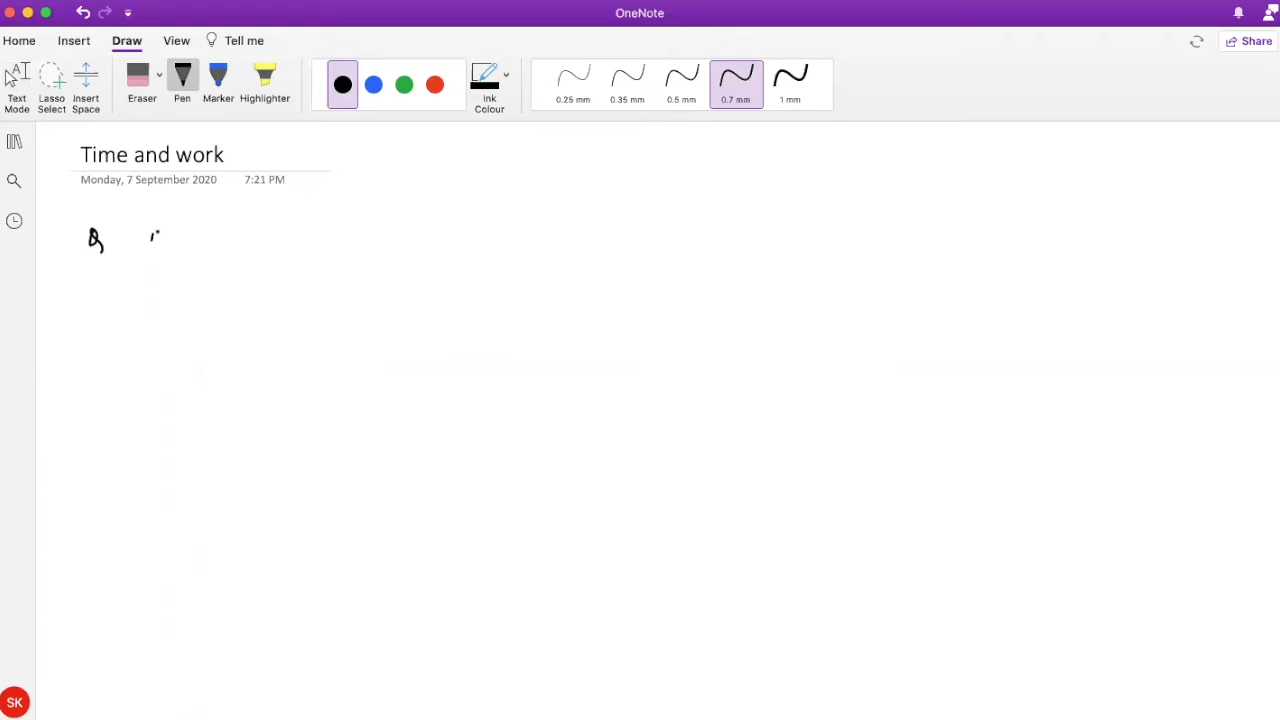 OneNote
Home Insert Draw View Tell me Share
Text Mode Lasso Select Insert Space Eraser Pen Marker Highlighter Ink Colour 0.25 mm 0.35 mm 0.5 mm 0.7 mm 1 mm
Time and work
Monday, 7 September 2020 7:21 PM
Q
SK